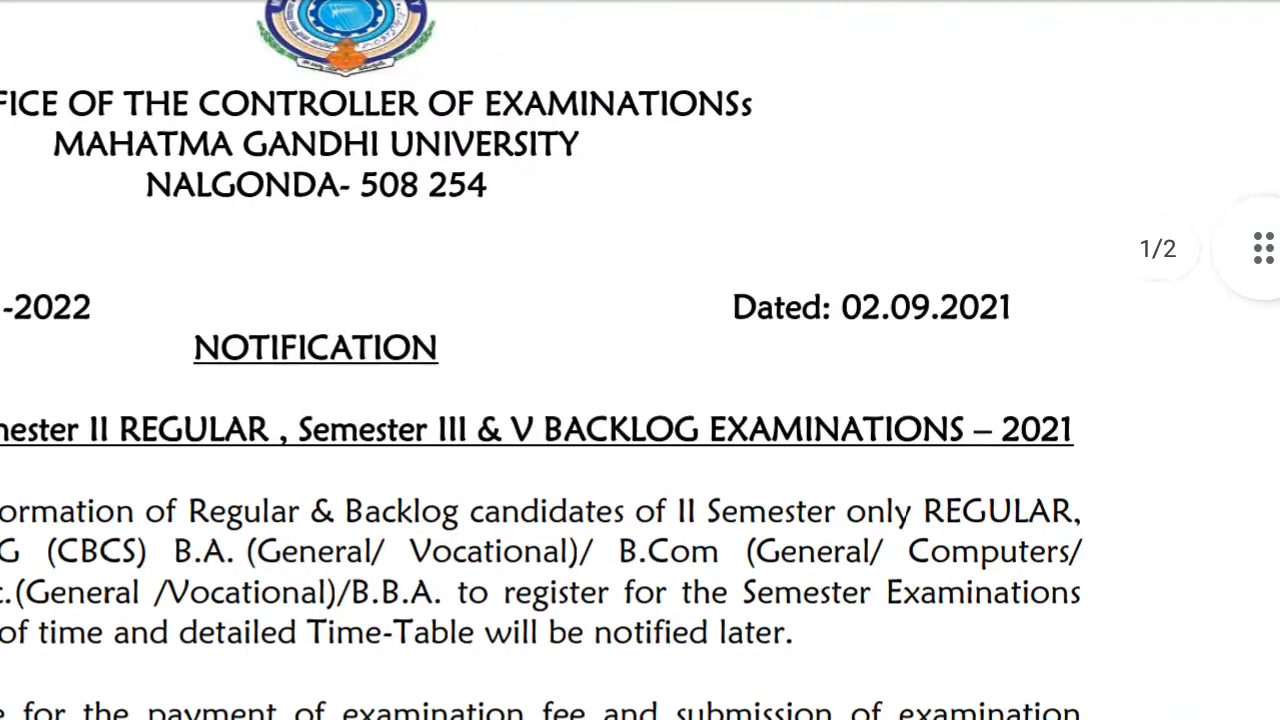 OF THE CONTROLLER OF EXAMINATIONSs
MAHATMA GANDHI UNIVERSITY
NALGONDA- 508 254
1/2
-2022
Dated: 02.09.2021
NOTIFICATION
II REGULAR , Semester III & V BACKLOG EXAMINATIONS – 2021
of Regular & Backlog candidates of II Semester only REGULAR,
(CBCS) B.A. (General/ Vocational)/ B.Com (General/ Computers/
(General /Vocational)/B.B.A. to register for the Semester Examinations
of time and detailed Time-Table will be notified later.
for the payment of examination fee and submission of examination